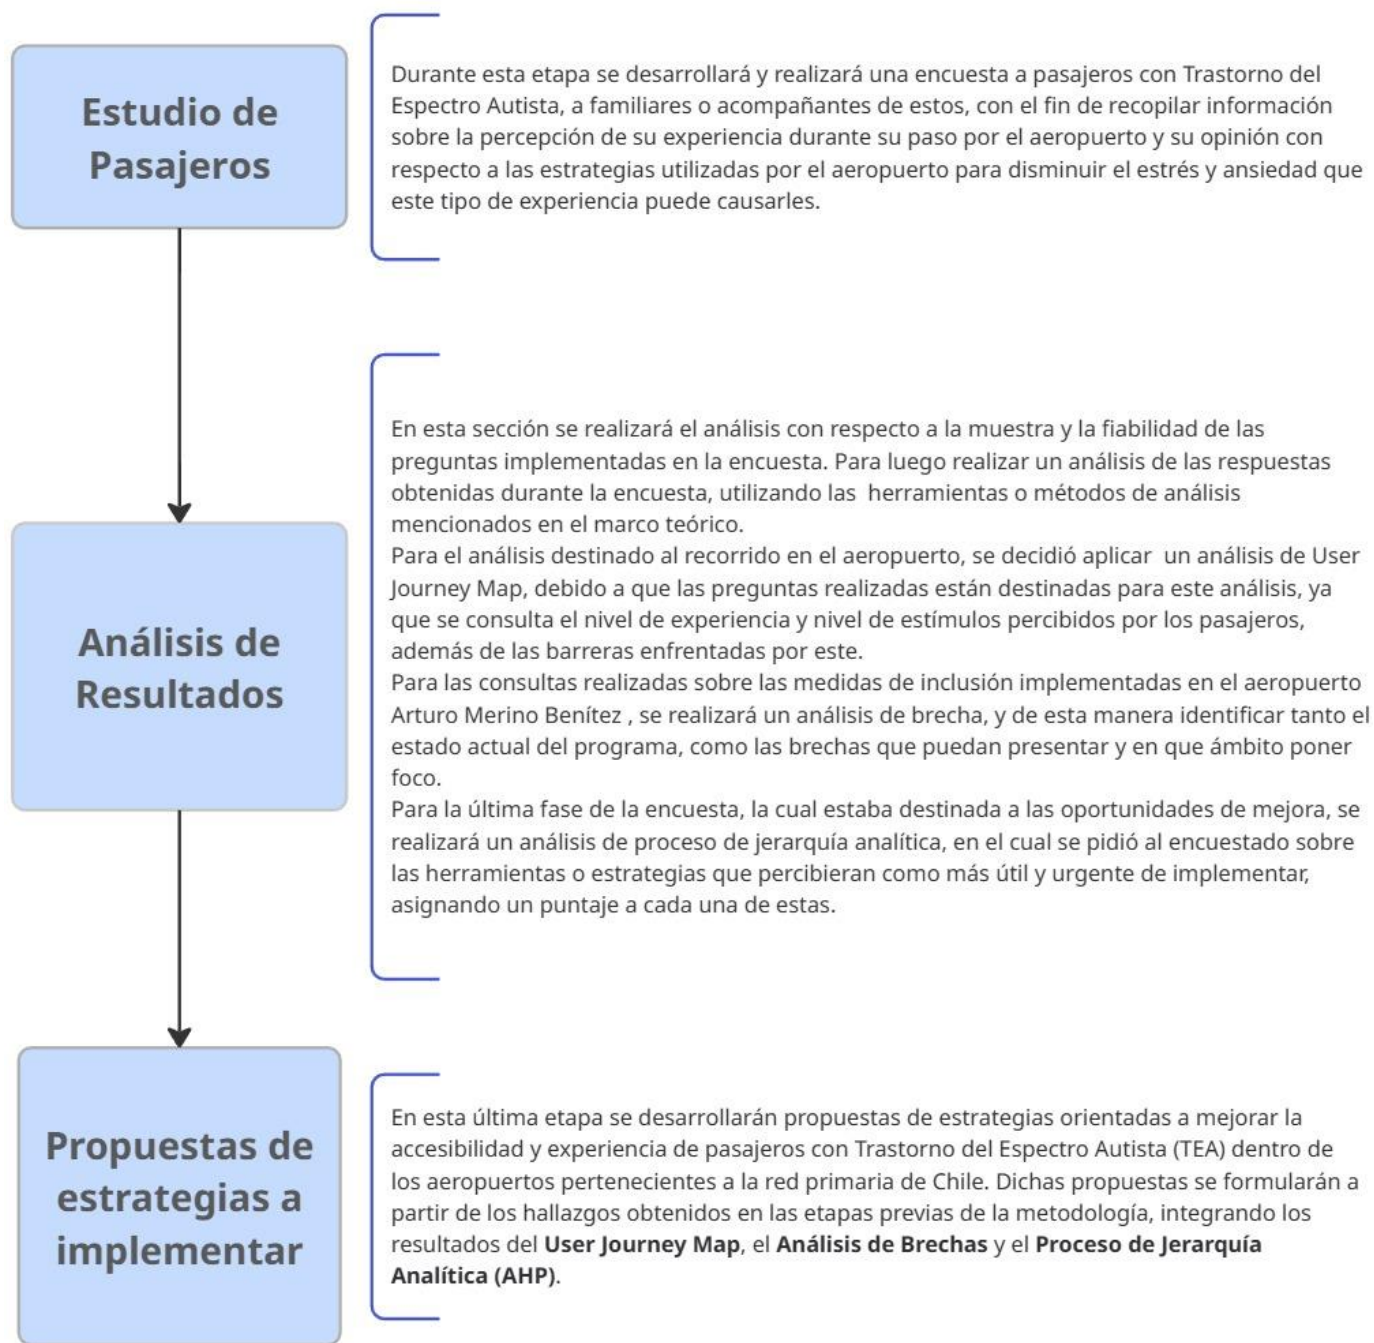 Estudio de
Pasajeros
Durante esta etapa se desarrollará y realizará una encuesta a pasajeros con Trastorno del
Espectro Autista, a familiares o acompañantes de estos, con el fin de recopilar información
sobre la percepción de su experiencia durante su paso por el aeropuerto y su opinión con
respecto a las estrategias utilizadas por el aeropuerto para disminuir el estrés y ansiedad que
este tipo de experiencia puede causarles.
Análisis de
Resultados
En esta sección se realizará el análisis con respecto a la muestra y la fiabilidad de las
preguntas implementadas en la encuesta. Para luego realizar un análisis de las respuestas
obtenidas durante la encuesta, utilizando las  herramientas o métodos de análisis
mencionados en el marco teórico.
Para el análisis destinado al recorrido en el aeropuerto, se decidió aplicar  un análisis de User
Journey Map, debido a que las preguntas realizadas están destinadas para este análisis, ya
que se consulta el nivel de experiencia y nivel de estímulos percibidos por los pasajeros,
además de las barreras enfrentadas por este.
Para las consultas realizadas sobre las medidas de inclusión implementadas en el aeropuerto
Arturo Merino Benítez , se realizará un análisis de brecha, y de esta manera identificar tanto el
estado actual del programa, como las brechas que puedan presentar y en que ámbito poner
foco.
Para la última fase de la encuesta, la cual estaba destinada a las oportunidades de mejora, se
realizará un análisis de proceso de jerarquía analítica, en el cual se pidió al encuestado sobre
las herramientas o estrategias que percibieran como más útil y urgente de implementar,
asignando un puntaje a cada una de estas.
Propuestas de
estrategias a
implementar
En esta última etapa se desarrollarán propuestas de estrategias orientadas a mejorar la
accesibilidad y experiencia de pasajeros con Trastorno del Espectro Autista (TEA) dentro de
los aeropuertos pertenecientes a la red primaria de Chile. Dichas propuestas se formularán a
partir de los hallazgos obtenidos en las etapas previas de la metodología, integrando los
resultados del User Journey Map, el Análisis de Brechas y el Proceso de Jerarquía
Analítica (AHP).